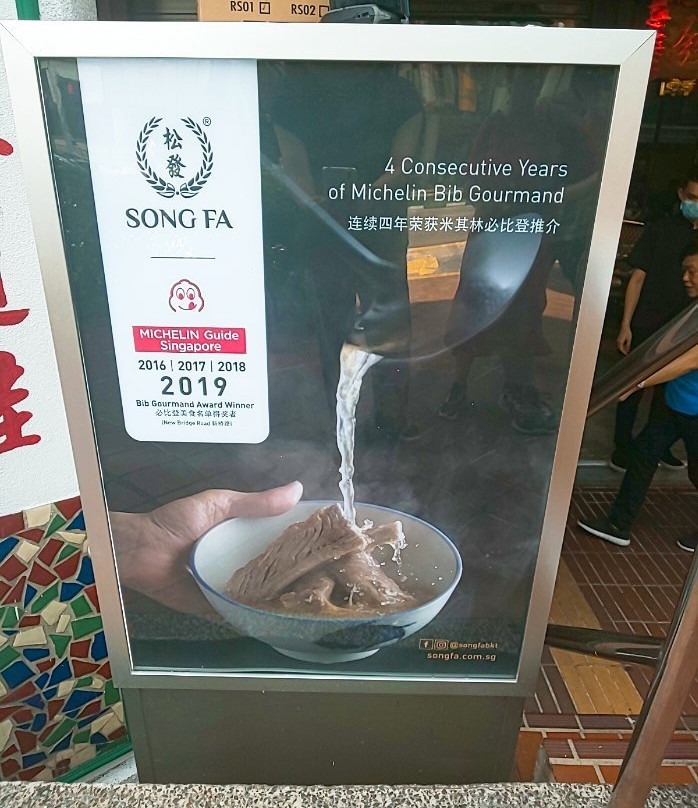 RS01 RS02
松
發
®
SONG FA
MICHELIN Guide
Singapore
2016 | 2017 | 2018
2019
Bib Gourmand Award Winner
必比登美食名单得奖者
(New Bridge Road 新桥路)
4 Consecutive Years
of Michelin Bib Gourmand
连续四年荣获米其林必比登推介
@songfabkt
songfa.com.sg